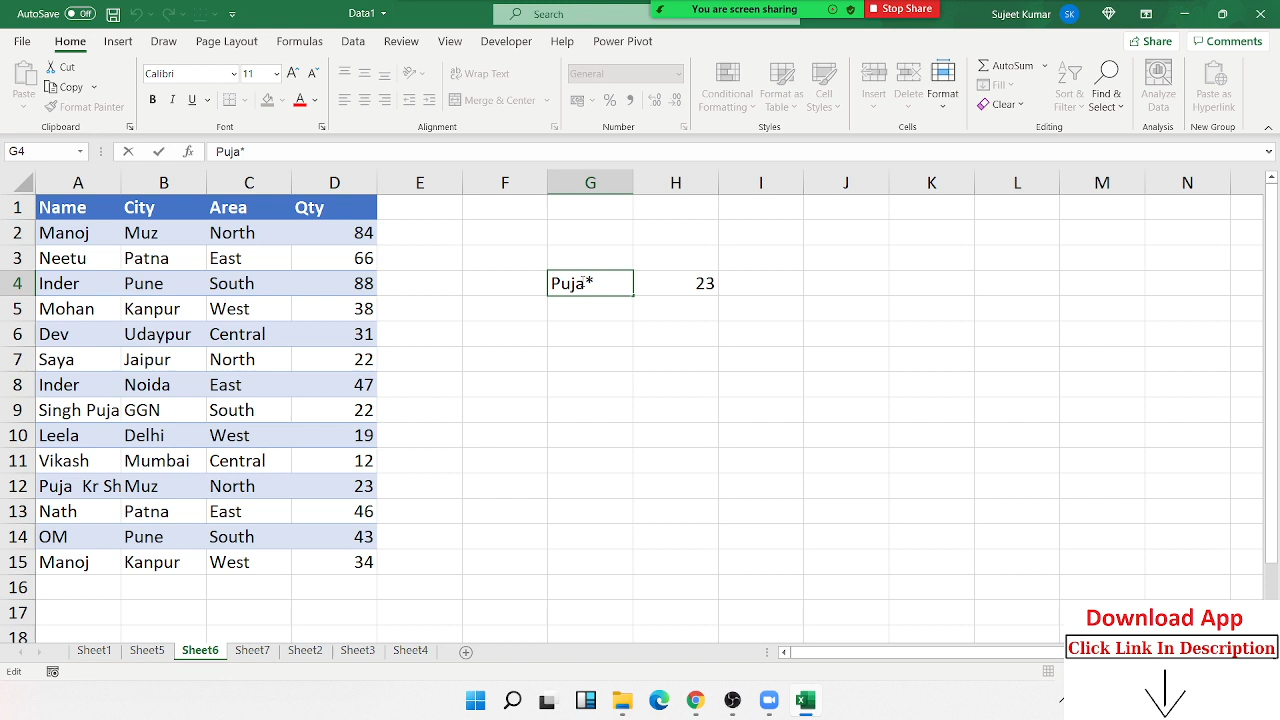 AutoSave Off Data1 Search You are screen sharing Stop Share Sujeet Kumar SK
File Home Insert Draw Page Layout Formulas Data Review View Developer Help Power Pivot Share Comments
Paste Cut Copy Format Painter
Clipboard
Calibri 11
B I U
Font
Wrap Text
Merge & Center
Alignment
General
Number
Conditional Formatting
Format as Table
Cell Styles
Styles
Insert Delete Format
Cells
AutoSum
Fill
Clear
Sort & Filter
Find & Select
Editing
Analyze Data
Analysis
Paste as Hyperlink
New Group
G4 fx Puja*
A B C D E F G H I J K L M N
1 Name City Area Qty
2 Manoj Muz North 84
3 Neetu Patna East 66
4 Inder Pune South 88 Puja* 23
5 Mohan Kanpur West 38
6 Dev Udaypur Central 31
7 Saya Jaipur North 22
8 Inder Noida East 47
9 Singh Puja GGN South 22
10 Leela Delhi West 19
11 Vikash Mumbai Central 12
12 Puja Kr Sh Muz North 23
13 Nath Patna East 46
14 OM Pune South 43
15 Manoj Kanpur West 34
16
17
18
Download App
Click Link In Description
Sheet1 Sheet5 Sheet6 Sheet7 Sheet2 Sheet3 Sheet4
Edit